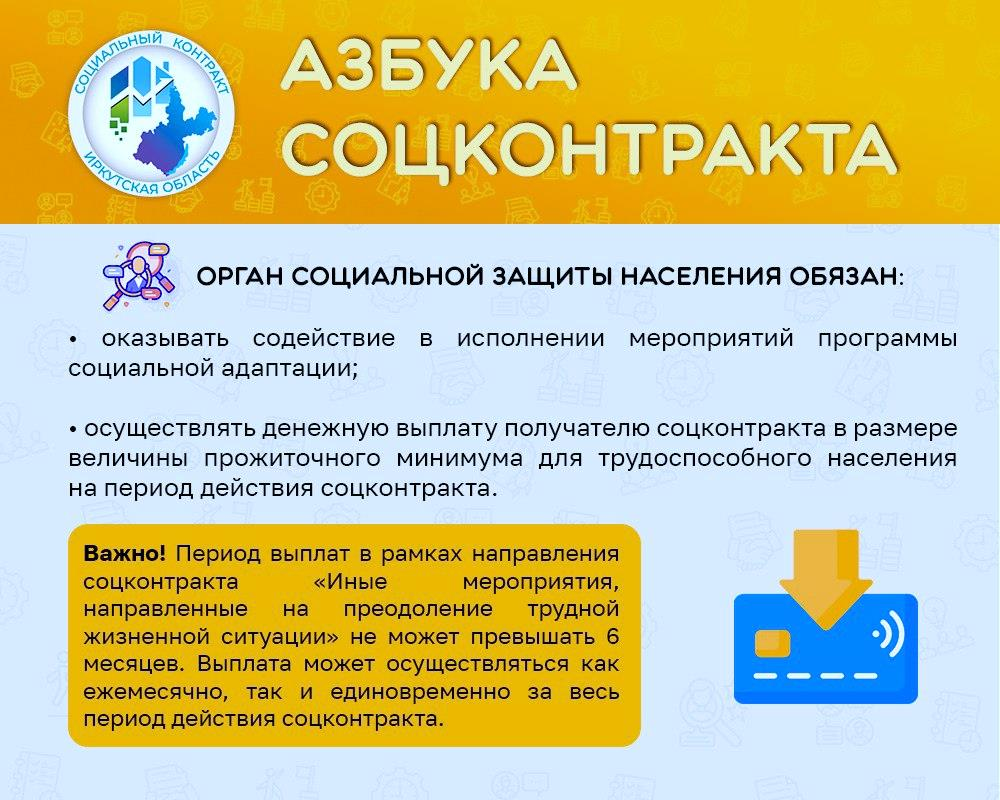 СОЦИАЛЬНЫЙ КОНТРАКТ
ИРКУТСКАЯ ОБЛАСТЬ
АЗБУКА
СОЦКОНТРАКТА
ОРГАН СОЦИАЛЬНОЙ ЗАЩИТЫ НАСЕЛЕНИЯ ОБЯЗАН:
• оказывать содействие в исполнении мероприятий программы
социальной адаптации;
• осуществлять денежную выплату получателю соцконтракта в размере
величины прожиточного минимума для трудоспособного населения
на период действия соцконтракта.
Важно! Период выплат в рамках направления
соцконтракта «Иные мероприятия,
направленные на преодоление трудной
жизненной ситуации» не может превышать 6
месяцев. Выплата может осуществляться как
ежемесячно, так и единовременно за весь
период действия соцконтракта.